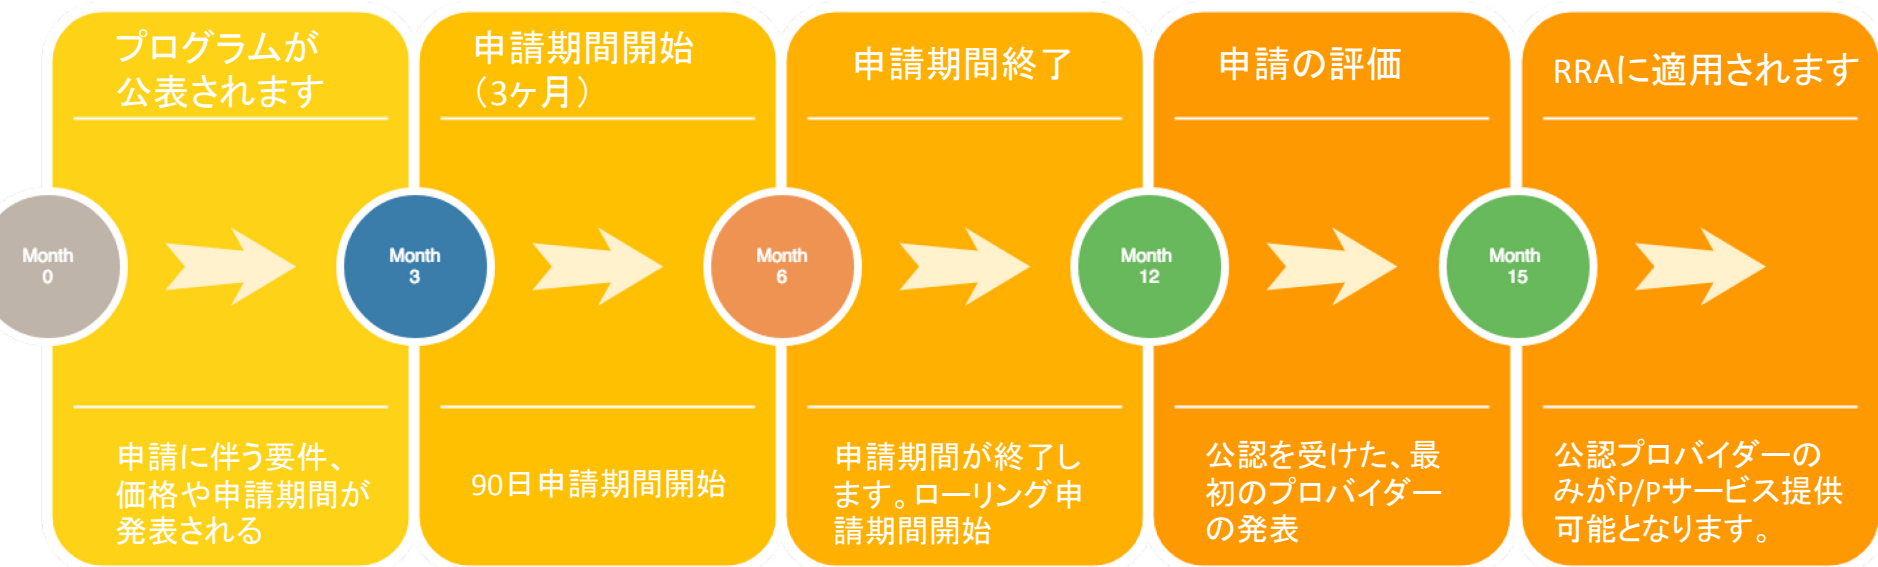 プログラムが
公表されます
申請期間開始
（3ヶ月）
申請期間終了
申請の評価
RRAに適用されます
Month
0
Month
3
Month
6
Month
12
Month
15
申請に伴う要件、
価格や申請期間が
発表される
90日申請期間開始
申請期間が終了し
ます。ローリング申
請期間開始
公認を受けた、最
初のプロバイダー
の発表
公認プロバイダーの
みがP/Pサービス提供
可能となります。